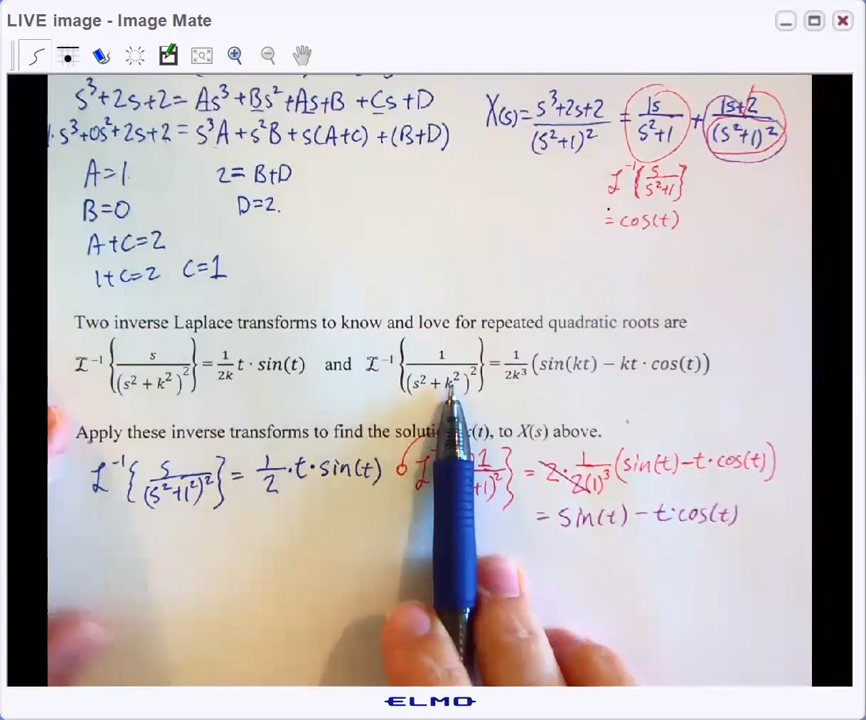 LIVE image - Image Mate
S³+2S+2 = AS³+BS²+AS+B +CS+D
1·S³+0S²+2S+2 = S³A+S²B+S(A+C)+(B+D)
X(s) = S³+2S+2/(S²+1)² = 1S/S²+1 + 1S+2/(S²+1)²
A=1
2=B+D
B=0
D=2.
A+C=2
1+C=2 C=1
ℒ⁻¹{S/S²+1}
= cos(t)
Two inverse Laplace transforms to know and love for repeated quadratic roots are
ℒ⁻¹{s/(s² + k²)²} = 1/2k t · sin(t) and ℒ⁻¹{1/(s² + k²)²} = 1/2k³ (sin(kt) − kt · cos(t))
Apply these inverse transforms to find the to X(s) above.
ℒ⁻¹{S/(S²+1²)²} = 1/2 · t · sin(t)
= 2 · 1/2(1)³ (sin(t) − t · cos(t))
= sin(t) − t · cos(t)
ELMO